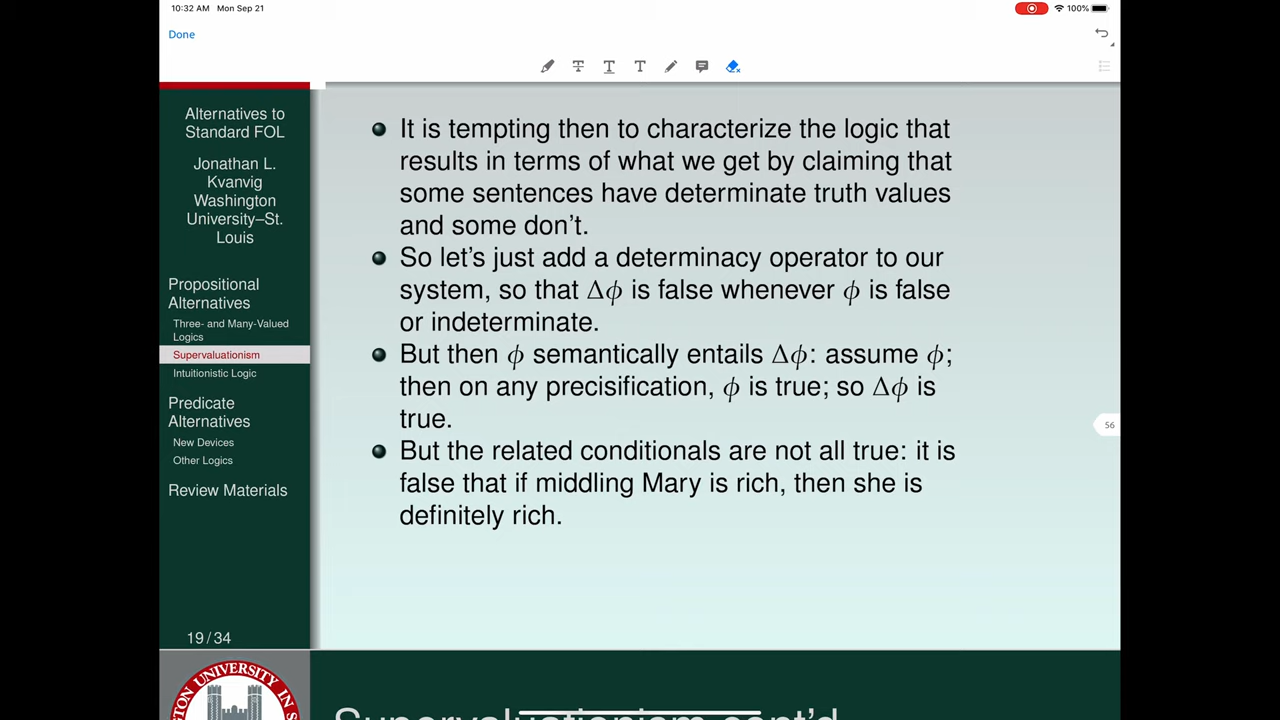 10:32 AM Mon Sep 21
100%
Done
Alternatives to
Standard FOL
Jonathan L.
Kvanvig
Washington
University–St.
Louis
Propositional
Alternatives
Three- and Many-Valued
Logics
Supervaluationism
Intuitionistic Logic
Predicate
Alternatives
New Devices
Other Logics
Review Materials
19 / 34
It is tempting then to characterize the logic that
results in terms of what we get by claiming that
some sentences have determinate truth values
and some don't.
So let's just add a determinacy operator to our
system, so that Δϕ is false whenever ϕ is false
or indeterminate.
But then ϕ semantically entails Δϕ: assume ϕ;
then on any precisification, ϕ is true; so Δϕ is
true.
But the related conditionals are not all true: it is
false that if middling Mary is rich, then she is
definitely rich.
56
Supervaluationism cont'd